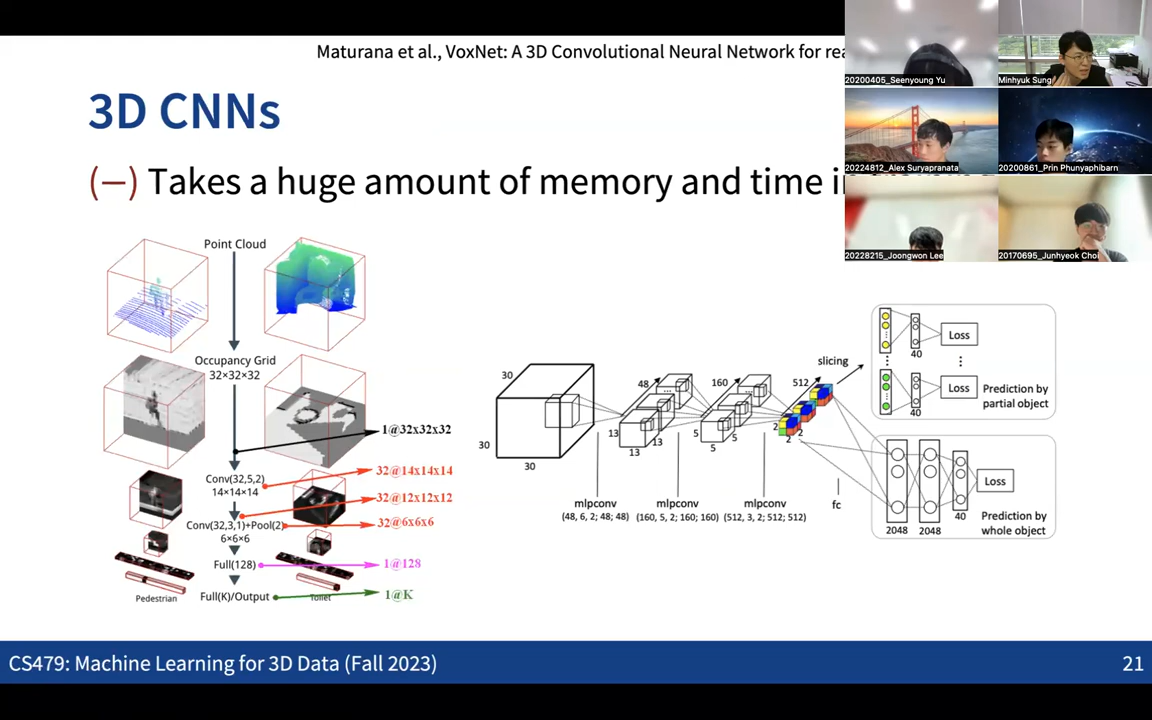 Maturana et al., VoxNet: A 3D Convolutional Neural Network for
3D CNNs
(−) Takes a huge amount of memory and time
20200405_Seenyoung Yu
Minhyuk Sung
20224812_Alex Suryapranata
20200861_Prin Phunyaphibarn
20228215_Joongwon Lee
20170695_Junhyeok Choi
Point Cloud
Occupancy Grid
32×32×32
1@32x32x32
Conv(32,5,2)
14×14×14
32@14x14x14
32@12x12x12
Conv(32,3,1)+Pool(2)
6×6×6
32@6x6x6
Full(128)
1@128
Full(K)/Output
1@K
Pedestrian
Toilet
30
30
30
48
13
13
13
160
5
5
5
512
2
2
2
slicing
mlpconv
(48, 6, 2; 48; 48)
mlpconv
(160, 5, 2; 160; 160)
mlpconv
(512, 3, 2; 512; 512)
fc
40
Loss
...
40
Loss
Prediction by
partial object
2048
2048
40
Loss
Prediction by
whole object
CS479: Machine Learning for 3D Data (Fall 2023)
21